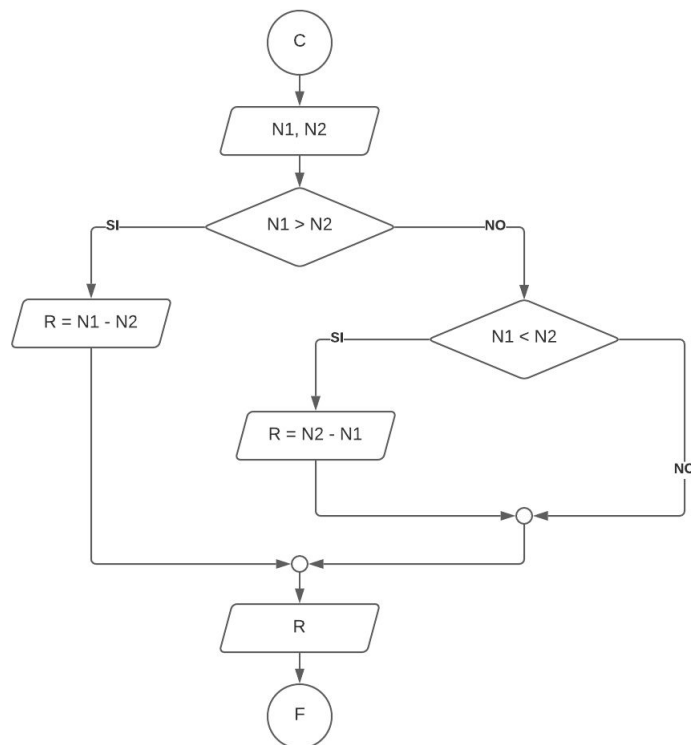 C
N1, N2
N1 > N2
SI
NO
R = N1 - N2
N1 < N2
SI
R = N2 - N1
NO
R
F